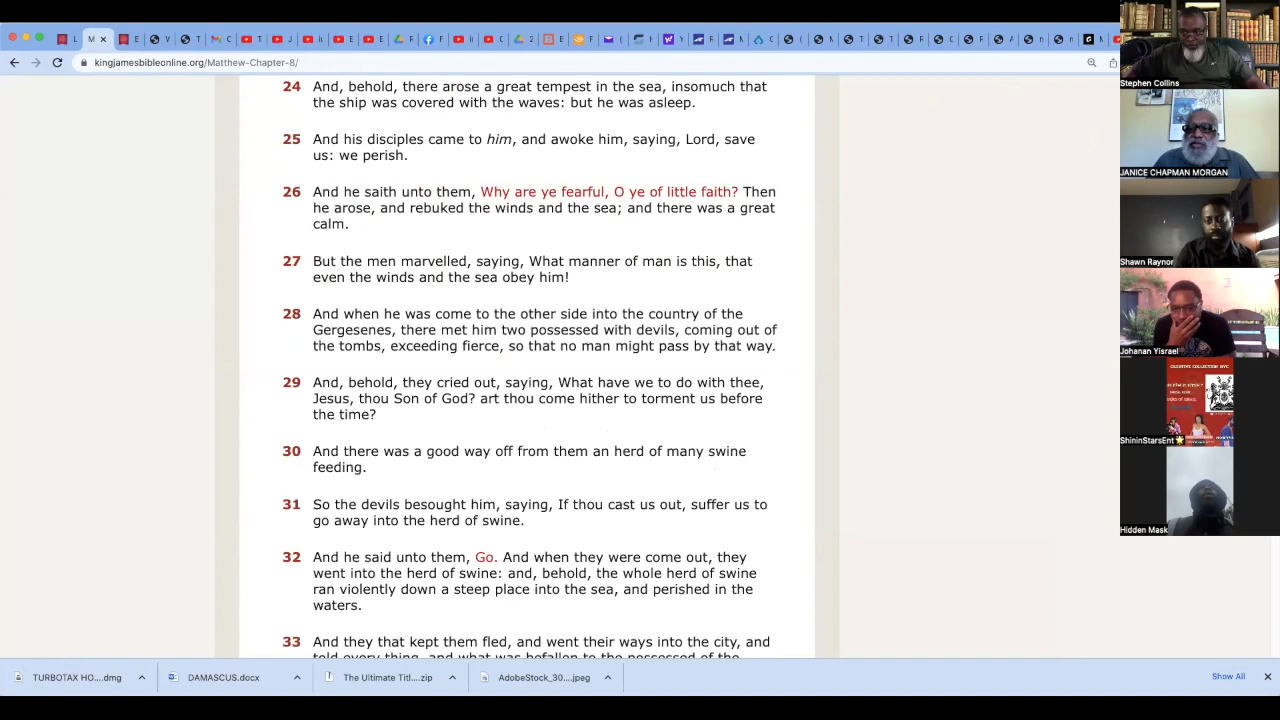 M
kingjamesbibleonline.org/Matthew-Chapter-8/
24 And, behold, there arose a great tempest in the sea, insomuch that
the ship was covered with the waves: but he was asleep.
25 And his disciples came to him, and awoke him, saying, Lord, save
us: we perish.
26 And he saith unto them, Why are ye fearful, O ye of little faith? Then
he arose, and rebuked the winds and the sea; and there was a great
calm.
27 But the men marvelled, saying, What manner of man is this, that
even the winds and the sea obey him!
28 And when he was come to the other side into the country of the
Gergesenes, there met him two possessed with devils, coming out of
the tombs, exceeding fierce, so that no man might pass by that way.
29 And, behold, they cried out, saying, What have we to do with thee,
Jesus, thou Son of God? art thou come hither to torment us before
the time?
30 And there was a good way off from them an herd of many swine
feeding.
31 So the devils besought him, saying, If thou cast us out, suffer us to
go away into the herd of swine.
32 And he said unto them, Go. And when they were come out, they
went into the herd of swine: and, behold, the whole herd of swine
ran violently down a steep place into the sea, and perished in the
waters.
33 And they that kept them fled, and went their ways into the city, and
told every thing, and what was befallen to the possessed of the
Stephen Collins
JANICE CHAPMAN MORGAN
Shawn Raynor
Johanan Yisrael
ShininStarsEnt
Hidden Mask
TURBOTAX HO....dmg
DAMASCUS.docx
The Ultimate Titl....zip
AdobeStock_30....jpeg
Show All